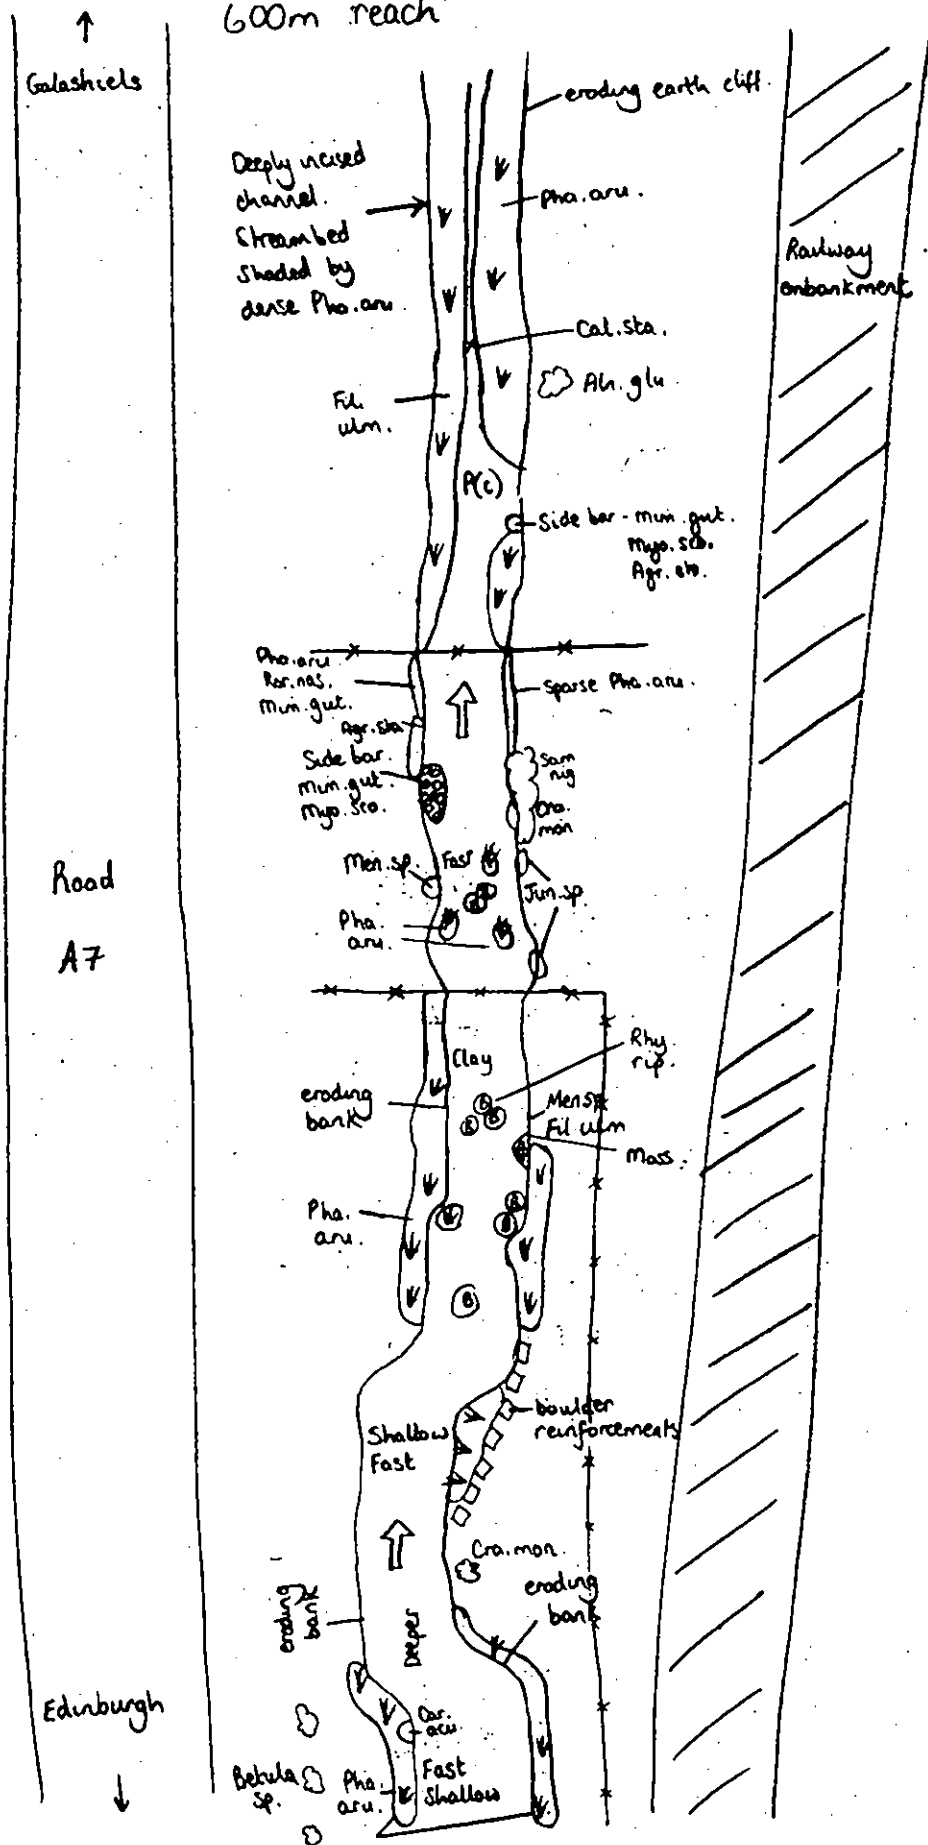 600m reach
Galashiels
eroding earth cliff.
Deeply incised
channel.
Streambed
Shaded by
dense Pha.aru.
Pha.aru.
Railway
embankment
Cal.sta.
Aln.glu.
Fil.
ulm.
P(c)
Side bar - Mim.gut.
Myo.sco.
Agr.sto.
Pha.aru
Ror.nas.
Mim.gut.
Sparse Pha.aru.
Agr.sto
Side bar.
Mim.gut.
Myo.sco.
Sam
nig
Cra.
mon
Men.sp.
Fast
Jun.sp.
Pha.
aru.
Road
A7
Clay
Rhy
rip.
eroding
bank
Men.sp
Fil ulm
Moss.
B
B
B
B
B
Pha.
aru.
B
Shallow
Fast
boulder
reinforcements
Cra.mon.
eroding
bank
eroding
bank
Deeper
Edinburgh
Car.
acu.
Betula
sp.
Pha.
aru.
Fast
Shallow